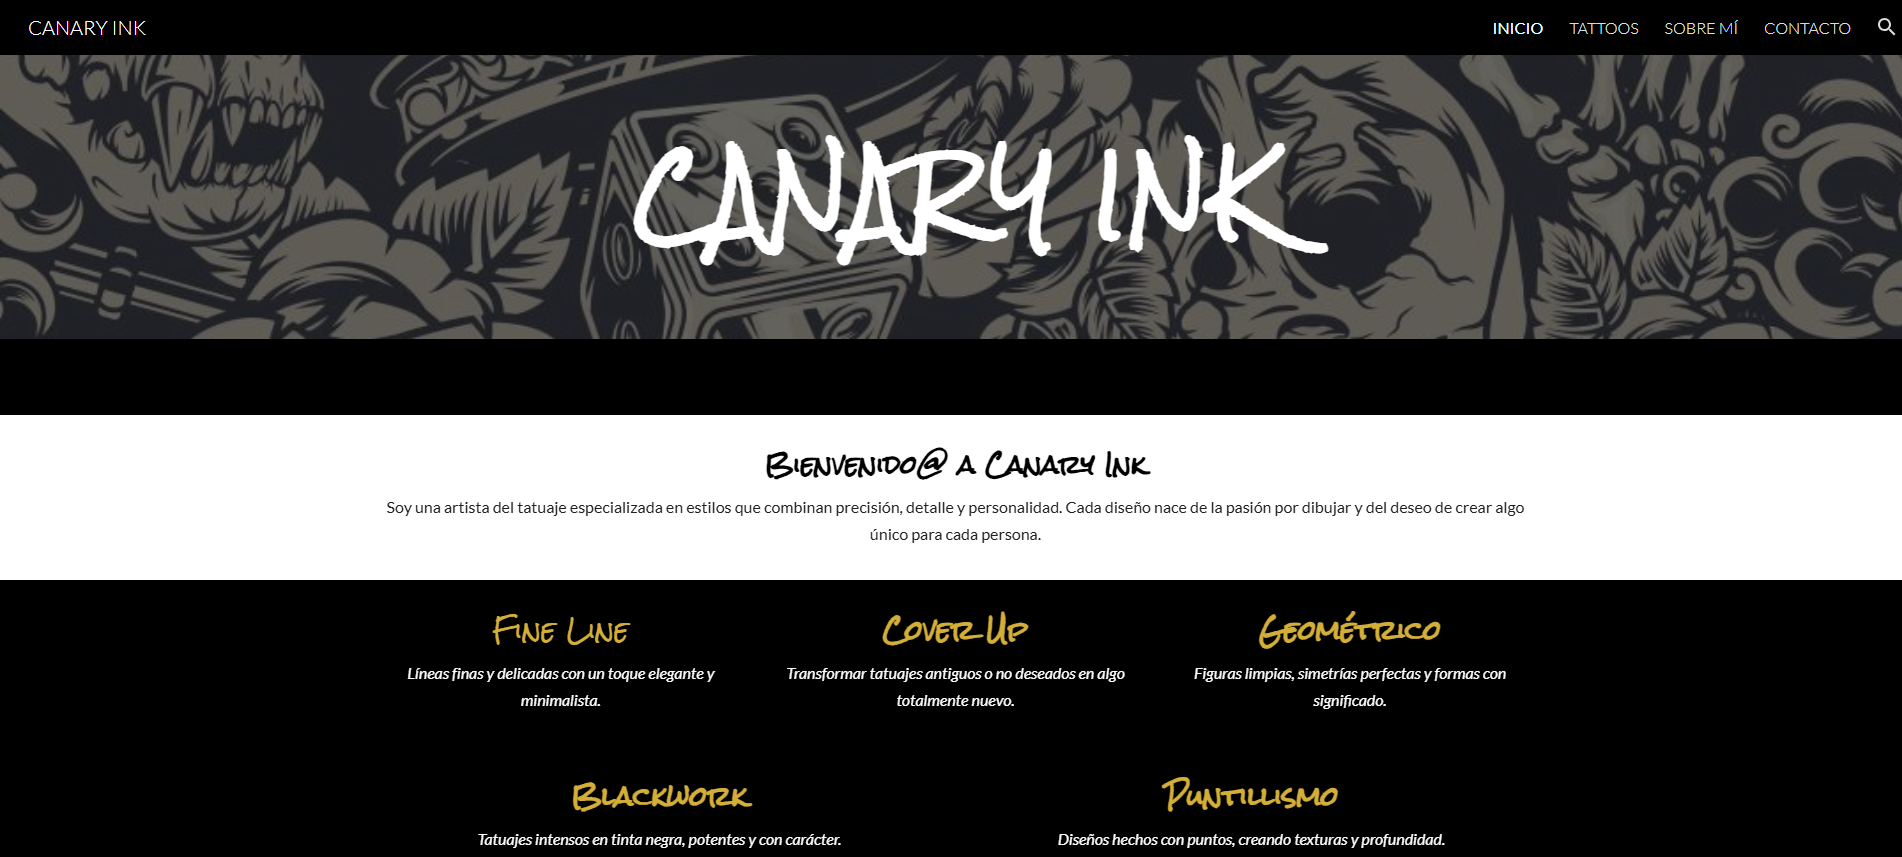 CANARY INK
INICIO TATTOOS SOBRE MÍ CONTACTO
CANARY INK
Bienvenido@ a Canary Ink
Soy una artista del tatuaje especializada en estilos que combinan precisión, detalle y personalidad. Cada diseño nace de la pasión por dibujar y del deseo de crear algo
único para cada persona.
Fine Line
Líneas finas y delicadas con un toque elegante y
minimalista.
Cover Up
Transformar tatuajes antiguos o no deseados en algo
totalmente nuevo.
Geométrico
Figuras limpias, simetrías perfectas y formas con
significado.
Blackwork
Tatuajes intensos en tinta negra, potentes y con carácter.
Puntillismo
Diseños hechos con puntos, creando texturas y profundidad.